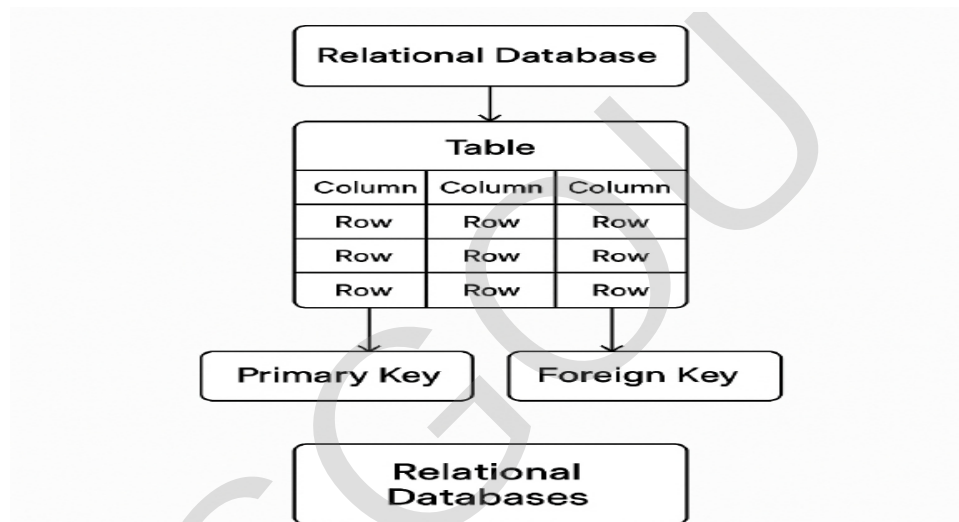 Relational Database
Table
Column Column Column
Row Row Row
Row Row Row
Row Row Row
Primary Key Foreign Key
Relational
Databases
SGOU